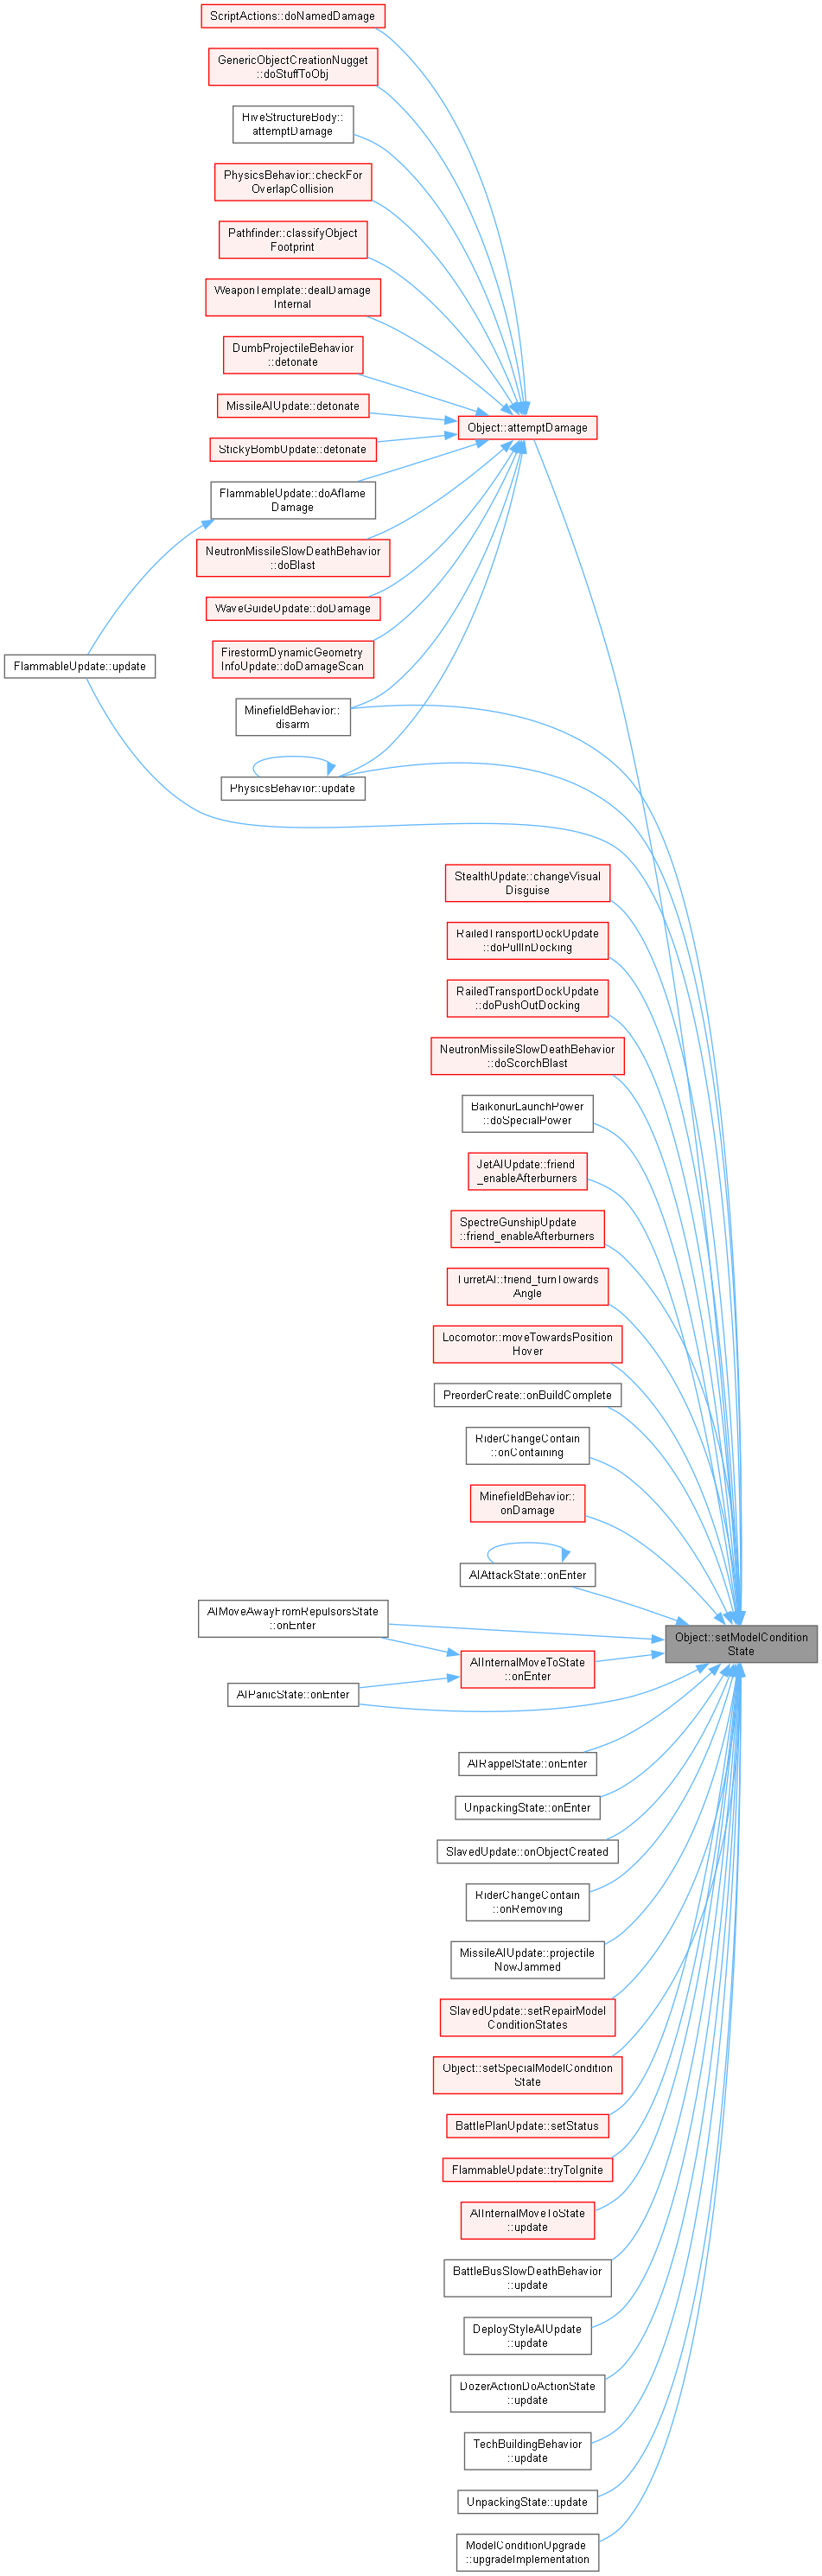 ScriptActions::doNamedDamage
GenericObjectCreationNugget
::doStuffToObj
HiveStructureBody::
attemptDamage
PhysicsBehavior::checkFor
OverlapCollision
Pathfinder::classifyObject
Footprint
WeaponTemplate::dealDamage
Internal
DumbProjectileBehavior
::detonate
MissileAIUpdate::detonate
Object::attemptDamage
StickyBombUpdate::detonate
FlammableUpdate::doAflame
Damage
NeutronMissileSlowDeathBehavior
::doBlast
WaveGuideUpdate::doDamage
FirestormDynamicGeometry
InfoUpdate::doDamageScan
FlammableUpdate::update
MinefieldBehavior::
disarm
PhysicsBehavior::update
StealthUpdate::changeVisual
Disguise
RailedTransportDockUpdate
::doPullInDocking
RailedTransportDockUpdate
::doPushOutDocking
NeutronMissileSlowDeathBehavior
::doScorchBlast
BaikonurLaunchPower
::doSpecialPower
JetAIUpdate::friend
_enableAfterburners
SpectreGunshipUpdate
::friend_enableAfterburners
TurretAI::friend_turnTowards
Angle
Locomotor::moveTowardsPosition
Hover
PreorderCreate::onBuildComplete
RiderChangeContain
::onContaining
MinefieldBehavior::
onDamage
AIAttackState::onEnter
AIMoveAwayFromRepulsorsState
::onEnter
Object::setModelCondition
State
AIInternalMoveToState
::onEnter
AIPanicState::onEnter
AIRappelState::onEnter
UnpackingState::onEnter
SlavedUpdate::onObjectCreated
RiderChangeContain
::onRemoving
MissileAIUpdate::projectile
NowJammed
SlavedUpdate::setRepairModel
ConditionStates
Object::setSpecialModelCondition
State
BattlePlanUpdate::setStatus
FlammableUpdate::tryToIgnite
AIInternalMoveToState
::update
BattleBusSlowDeathBehavior
::update
DeployStyleAIUpdate
::update
DozerActionDoActionState
::update
TechBuildingBehavior
::update
UnpackingState::update
ModelConditionUpgrade
::upgradeImplementation